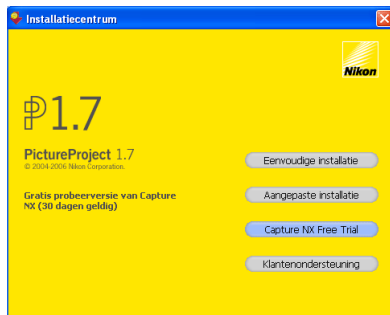 Installatiecentrum
Nikon
P1.7
PictureProject 1.7
© 2004-2006 Nikon Corporation.
Gratis probeerversie van Capture
NX (30 dagen geldig)
Eenvoudige installatie
Aangepaste installatie
Capture NX Free Trial
Klantenondersteuning